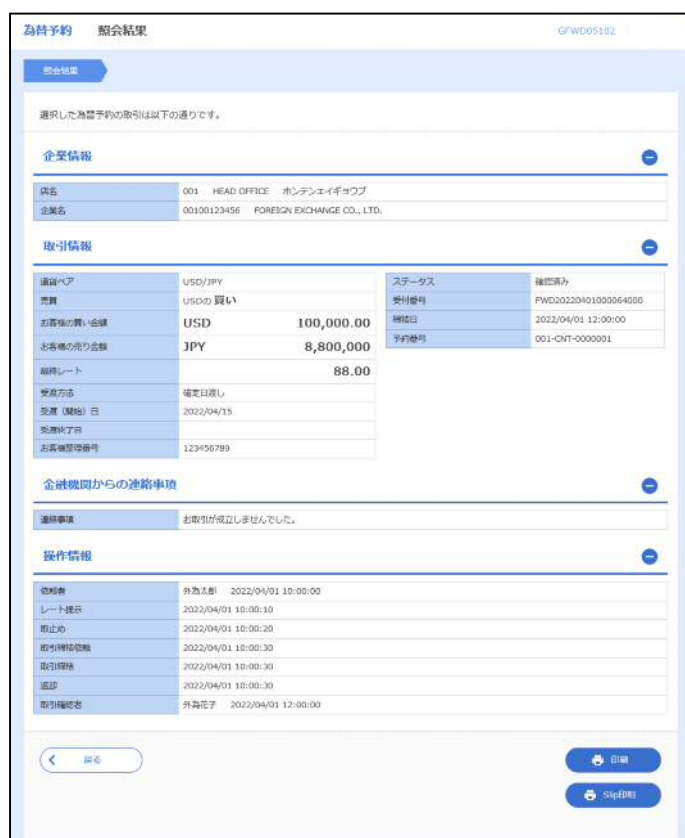 為替予約 照会結果 GFWD05102
照会結果
選択した為替予約の取引は以下の通りです。
企業情報
店名 001 HEAD OFFICE ホンテンエイギョウブ
企業名 00100123456 FOREIGN EXCHANGE CO., LTD.
取引情報
通貨ペア USD/JPY
売買 USDの 買い
お客様の買い金額 USD 100,000.00
お客様の売り金額 JPY 8,800,000
最終レート 88.00
受渡方法 確定日渡し
受渡（開始）日 2022/04/15
受渡終了日
お客様整理番号 123456789
ステータス 確認済み
受付番号 FWD20220401000064000
締結日 2022/04/01 12:00:00
予約番号 001-CNT-0000001
金融機関からの連絡事項
連絡事項 お取引が成立しませんでした。
操作情報
依頼者 外為太郎 2022/04/01 10:00:00
レート提示 2022/04/01 10:00:10
取止め 2022/04/01 10:00:20
取引締結依頼 2022/04/01 10:00:30
取引締結 2022/04/01 10:00:30
返却 2022/04/01 10:00:30
取引確認者 外為花子 2022/04/01 12:00:00
戻る
印刷
Slip印刷